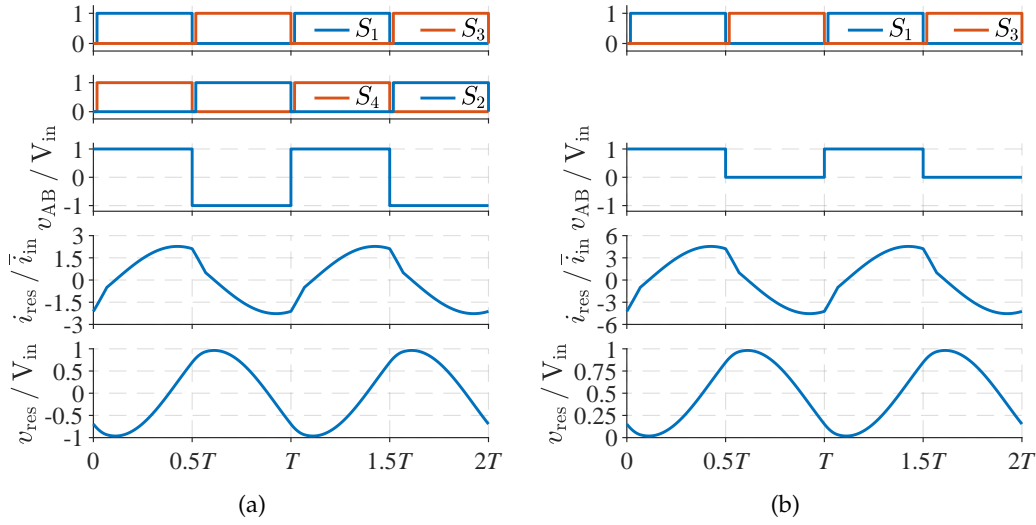 1
0
S1
S3
1
0
S4
S2
vAB / Vin
1
0
-1
ires / īin
3
1.5
0
-1.5
-3
vres / Vin
1
0.5
0
-0.5
-1
0
0.5T
T
1.5T
2T
(a)
1
0
S1
S3
vAB / Vin
1
0
-1
ires / īin
6
3
0
-3
-6
vres / Vin
1
0.75
0.5
0.25
0
0
0.5T
T
1.5T
2T
(b)